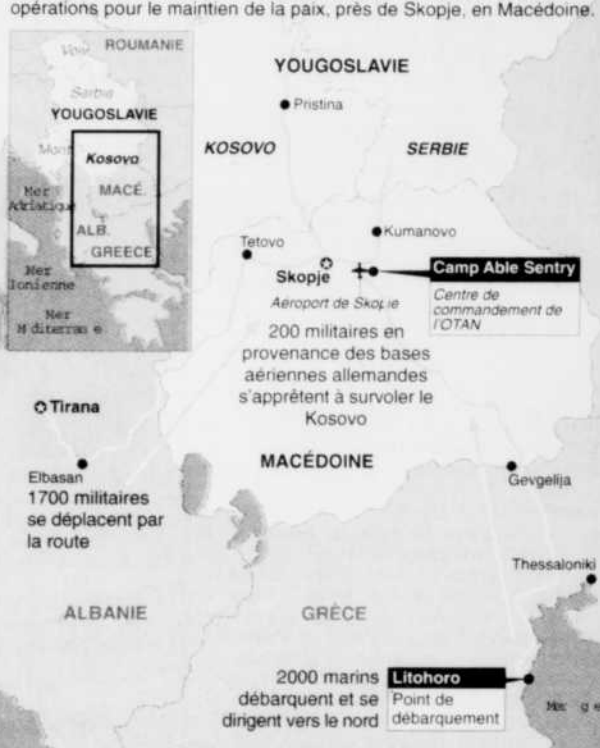 opérations pour le maintien de la paix, près de Skopje, en Macédoine.
ROUMANIE
Serbie
YOUGOSLAVIE
Kosovo
Mer
Adriatique
MACÉ.
ALB.
GREECE
Mer
Ionienne
Mer
YOUGOSLAVIE
Pristina
KOSOVO
SERBIE
Kumanovo
Tetovo
Skopje
Camp Able Sentry
Aéroport de Skopje
Centre de
commandement de
l'OTAN
200 militaires en
provenance des bases
aériennes allemandes
s'apprêtent à survoler le
Kosovo
Tirana
MACÉDOINE
Elbasan
Gevgelija
1700 militaires
se déplacent par
la route
Thessaloniki
ALBANIE
GRÈCE
2000 marins
débarquent et se
dirigent vers le nord
Litohoro
Point de
débarquement